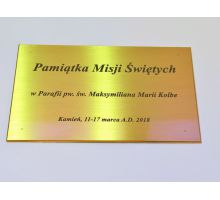 Pamiątka Misji Świętych
w Parafii pw. św. Maksymiliana Marii Kolbe
Kamień, 11-17 marca A.D. 2018